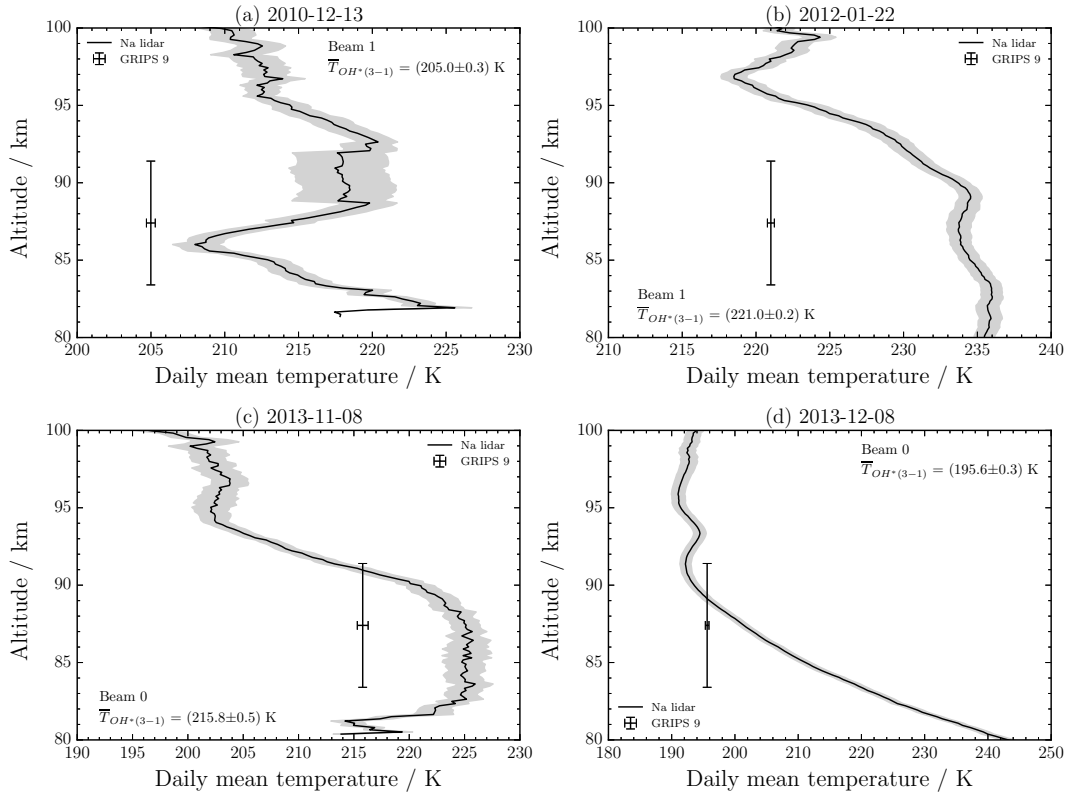 (a) 2010-12-13
Na lidar
GRIPS 9
Beam 1
T̅_{OH*(3−1)} = (205.0±0.3) K
Altitude / km
100
95
90
85
80
200 205 210 215 220 225 230
Daily mean temperature / K
(b) 2012-01-22
Na lidar
GRIPS 9
Beam 1
T̅_{OH*(3−1)} = (221.0±0.2) K
Altitude / km
100
95
90
85
80
210 215 220 225 230 235 240
Daily mean temperature / K
(c) 2013-11-08
Na lidar
GRIPS 9
Beam 0
T̅_{OH*(3−1)} = (215.8±0.5) K
Altitude / km
100
95
90
85
80
190 195 200 205 210 215 220 225 230
Daily mean temperature / K
(d) 2013-12-08
Beam 0
T̅_{OH*(3−1)} = (195.6±0.3) K
Na lidar
GRIPS 9
Altitude / km
100
95
90
85
80
180 190 200 210 220 230 240 250
Daily mean temperature / K